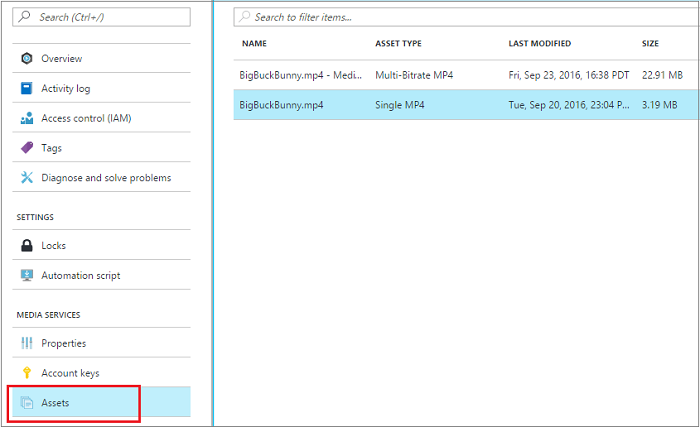 Search (Ctrl+/)
Overview
Activity log
Access control (IAM)
Tags
Diagnose and solve problems
SETTINGS
Locks
Automation script
MEDIA SERVICES
Properties
Account keys
Assets
Search to filter items...
NAME ASSET TYPE LAST MODIFIED SIZE
BigBuckBunny.mp4 - Medi... Multi-Bitrate MP4 Fri, Sep 23, 2016, 16:38 PDT 22.91 MB
BigBuckBunny.mp4 Single MP4 Tue, Sep 20, 2016, 23:04 P... 3.19 MB